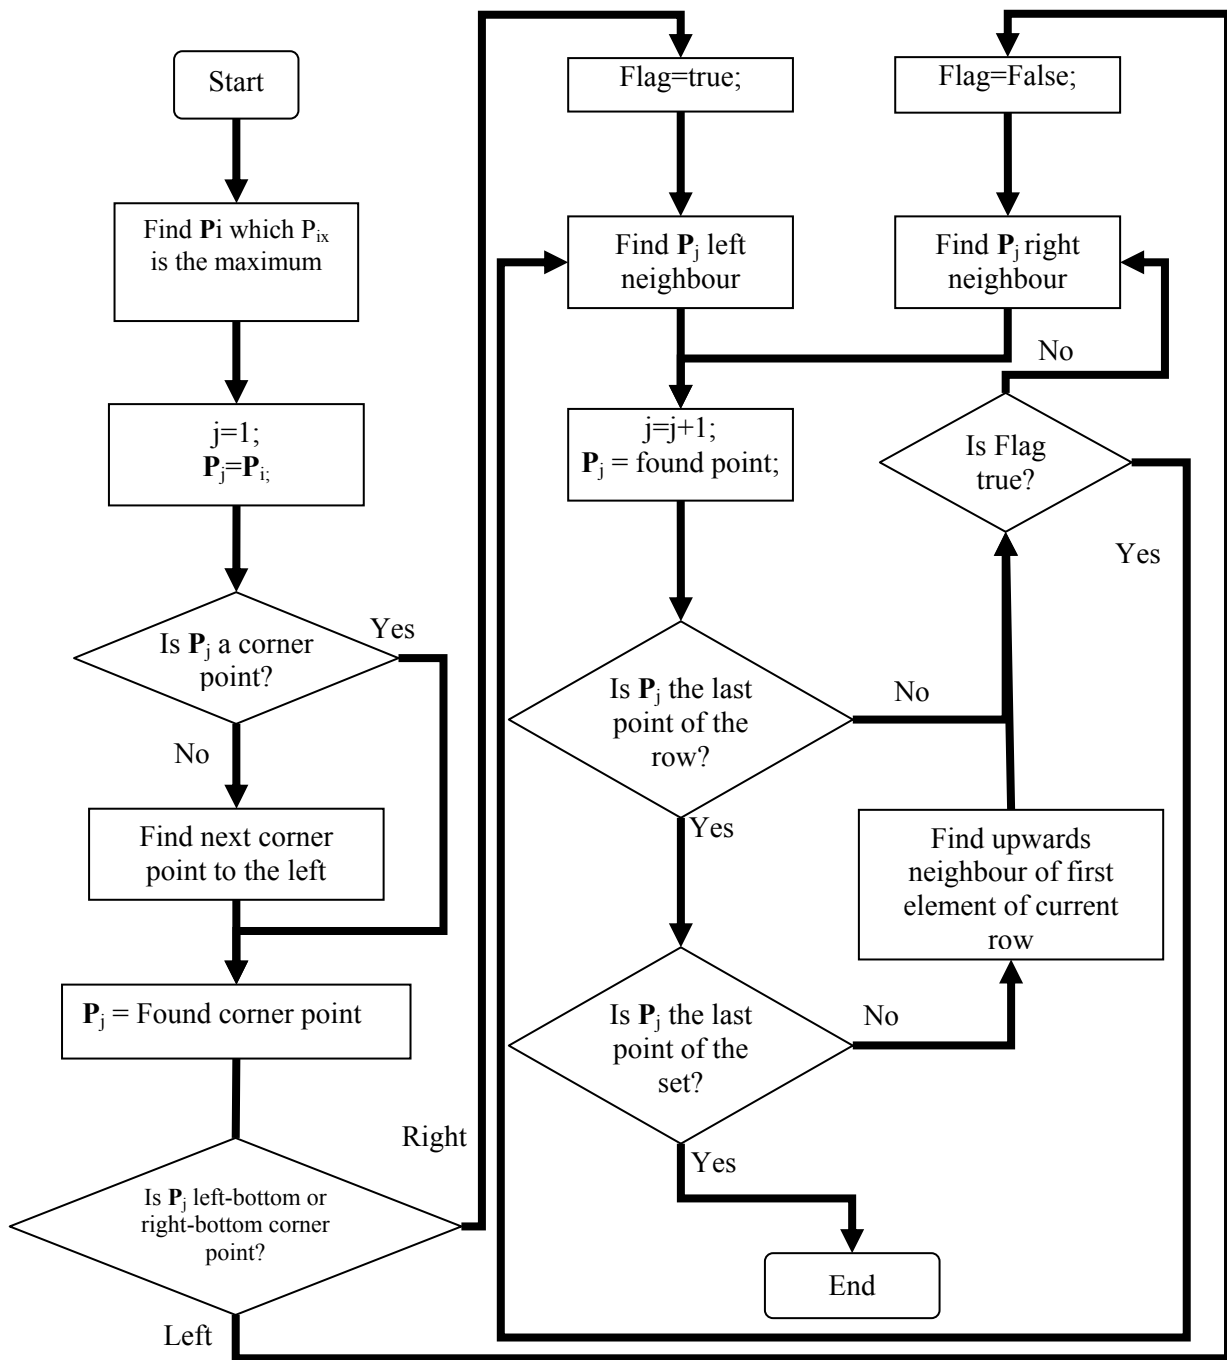 Start
Find Pi which Pix
is the maximum
j=1;
Pj=Pi;
Is Pj a corner
point?
Yes
No
Find next corner
point to the left
Pj = Found corner point
Is Pj left-bottom or
right-bottom corner
point?
Right
Left
Flag=true;
Find Pj left
neighbour
j=j+1;
Pj = found point;
Is Pj the last
point of the
row?
No
Yes
Is Pj the last
point of the
set?
No
Yes
End
Flag=False;
Find Pj right
neighbour
No
Is Flag
true?
Yes
Find upwards
neighbour of first
element of current
row